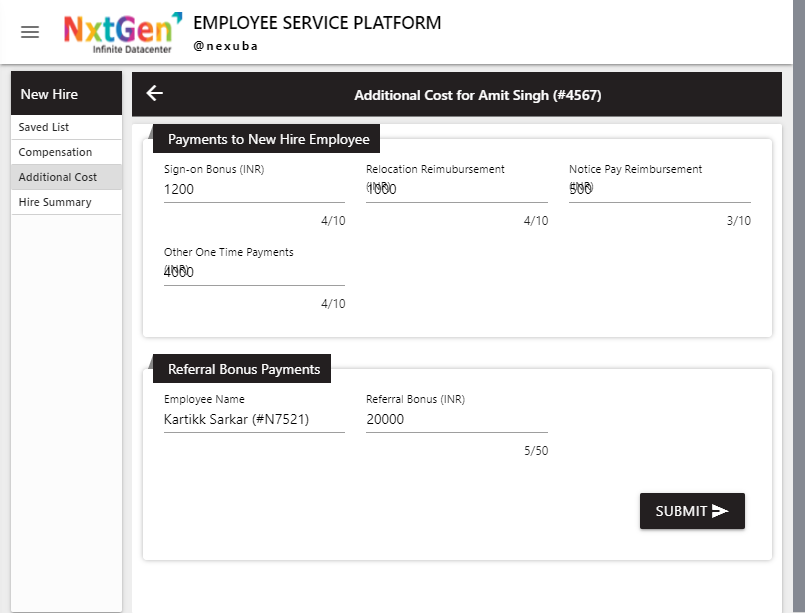 NxtGen
Infinite Datacenter
EMPLOYEE SERVICE PLATFORM
@nexuba
New Hire
Saved List
Compensation
Additional Cost
Hire Summary
Additional Cost for Amit Singh (#4567)
Payments to New Hire Employee
Sign-on Bonus (INR)
1200
4/10
Relocation Reimubursement
(INR)
1000
4/10
Notice Pay Reimbursement
(INR)
500
3/10
Other One Time Payments
(INR)
4000
4/10
Referral Bonus Payments
Employee Name
Kartikk Sarkar (#N7521)
Referral Bonus (INR)
20000
5/50
SUBMIT